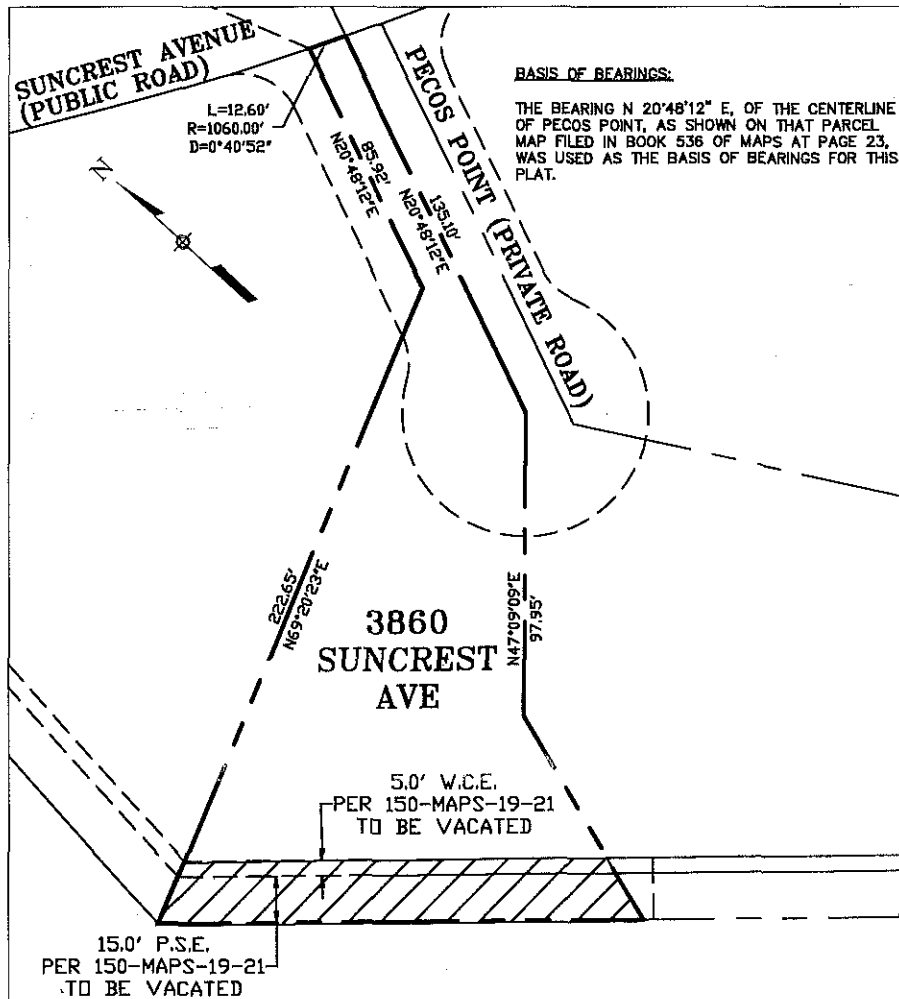 SUNCREST AVENUE
(PUBLIC ROAD)
L=12.60'
R=1060.00'
D=0°40'52"
BASIS OF BEARINGS:
THE BEARING N 20°48'12" E, OF THE CENTERLINE
OF PECOS POINT, AS SHOWN ON THAT PARCEL
MAP FILED IN BOOK 536 OF MAPS AT PAGE 23,
WAS USED AS THE BASIS OF BEARINGS FOR THIS
PLAT.
N
85.92'
N20°48'12"E
135.10'
N20°48'12"E
PECOS POINT (PRIVATE ROAD)
222.65'
N69°20'23"E
3860
SUNCREST
AVE
N47°09'09"E
97.95'
5.0' W.C.E.
PER 150-MAPS-19-21
TO BE VACATED
15.0' P.S.E.
PER 150-MAPS-19-21
TO BE VACATED